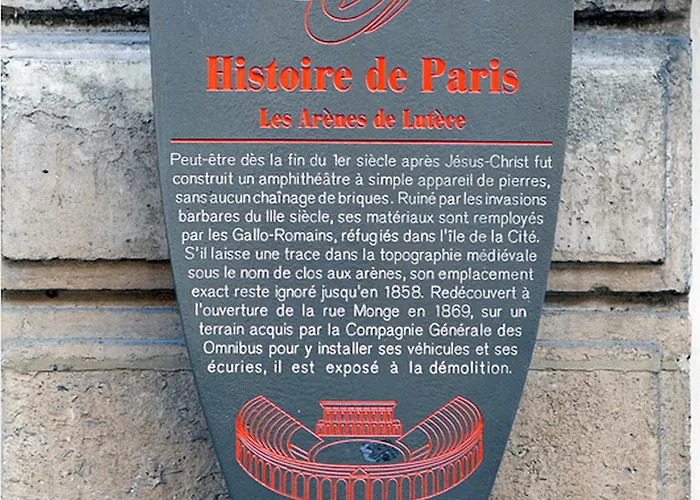 Histoire de Paris
Les Arènes de Lutèce
Peut-être dès la fin du 1er siècle après Jésus-Christ fut
construit un amphithéâtre à simple appareil de pierres,
sans aucun chaînage de briques. Ruiné par les invasions
barbares du IIIe siècle, ses matériaux sont remployés
par les Gallo-Romains, réfugiés dans l'île de la Cité.
S'il laisse une trace dans la topographie médiévale
sous le nom de clos aux arènes, son emplacement
exact reste ignoré jusqu'en 1858. Redécouvert à
l'ouverture de la rue Monge en 1869, sur un
terrain acquis par la Compagnie Générale des
Omnibus pour y installer ses véhicules et ses
écuries, il est exposé à la démolition.